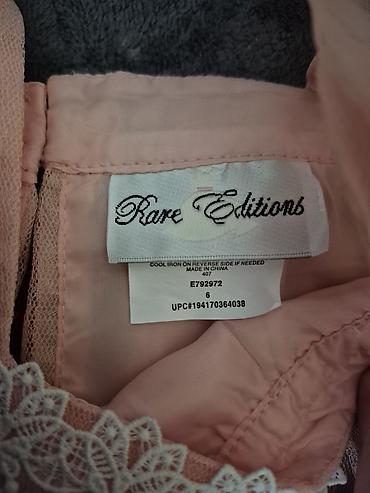 Rare Editions
COOL IRON ON REVERSE SIDE IF NEEDED
MADE IN CHINA
407
E792972
6
UPC#194170364038